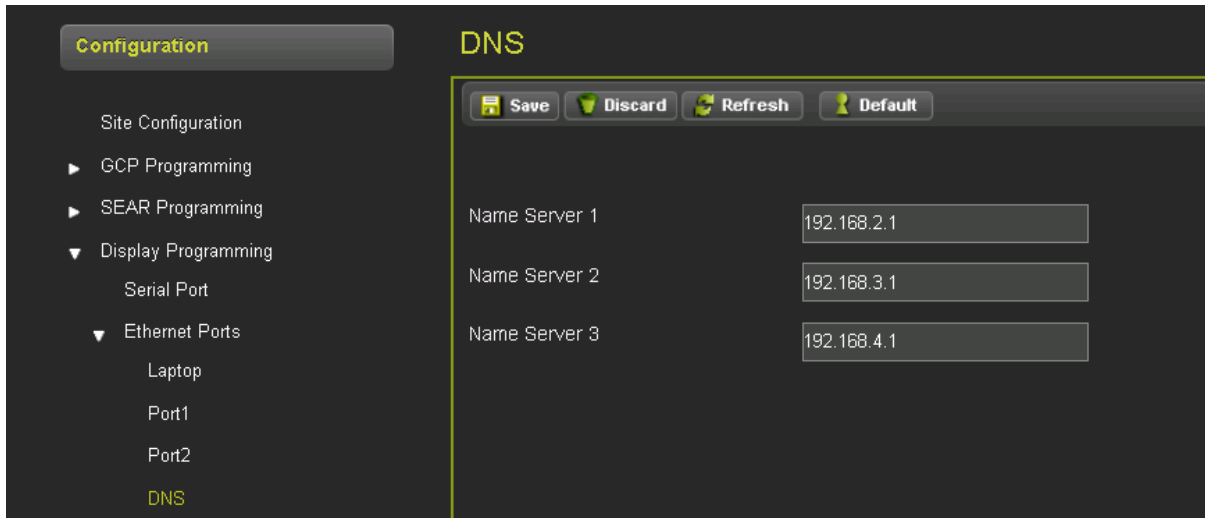 Configuration
Site Configuration
GCP Programming
SEAR Programming
Display Programming
Serial Port
Ethernet Ports
Laptop
Port1
Port2
DNS
DNS
Save Discard Refresh Default
Name Server 1 192.168.2.1
Name Server 2 192.168.3.1
Name Server 3 192.168.4.1